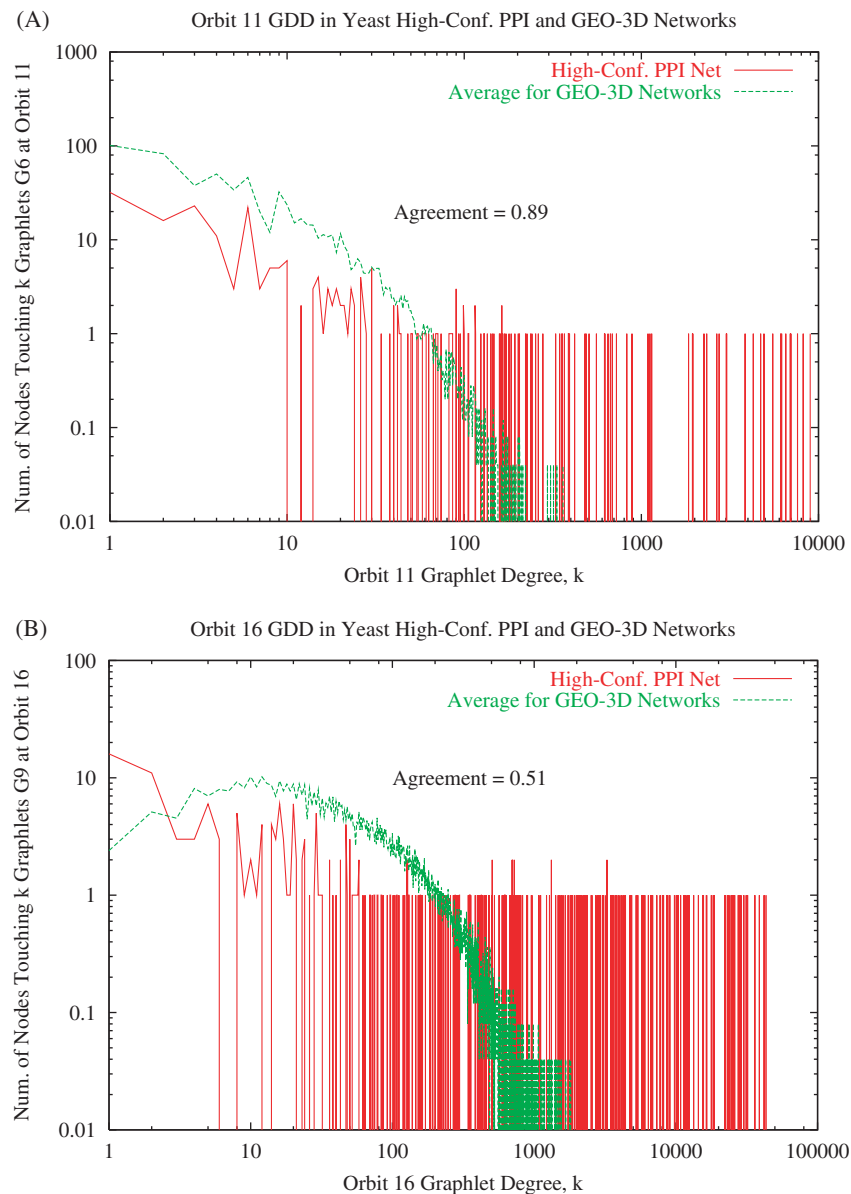 (A)
Orbit 11 GDD in Yeast High-Conf. PPI and GEO-3D Networks
1000
100
10
1
0.1
0.01
Num. of Nodes Touching k Graphlets G6 at Orbit 11
High-Conf. PPI Net
Average for GEO-3D Networks
Agreement = 0.89
1
10
100
1000
10000
Orbit 11 Graphlet Degree, k
(B)
Orbit 16 GDD in Yeast High-Conf. PPI and GEO-3D Networks
100
10
1
0.1
0.01
Num. of Nodes Touching k Graphlets G9 at Orbit 16
High-Conf. PPI Net
Average for GEO-3D Networks
Agreement = 0.51
1
10
100
1000
10000
100000
Orbit 16 Graphlet Degree, k